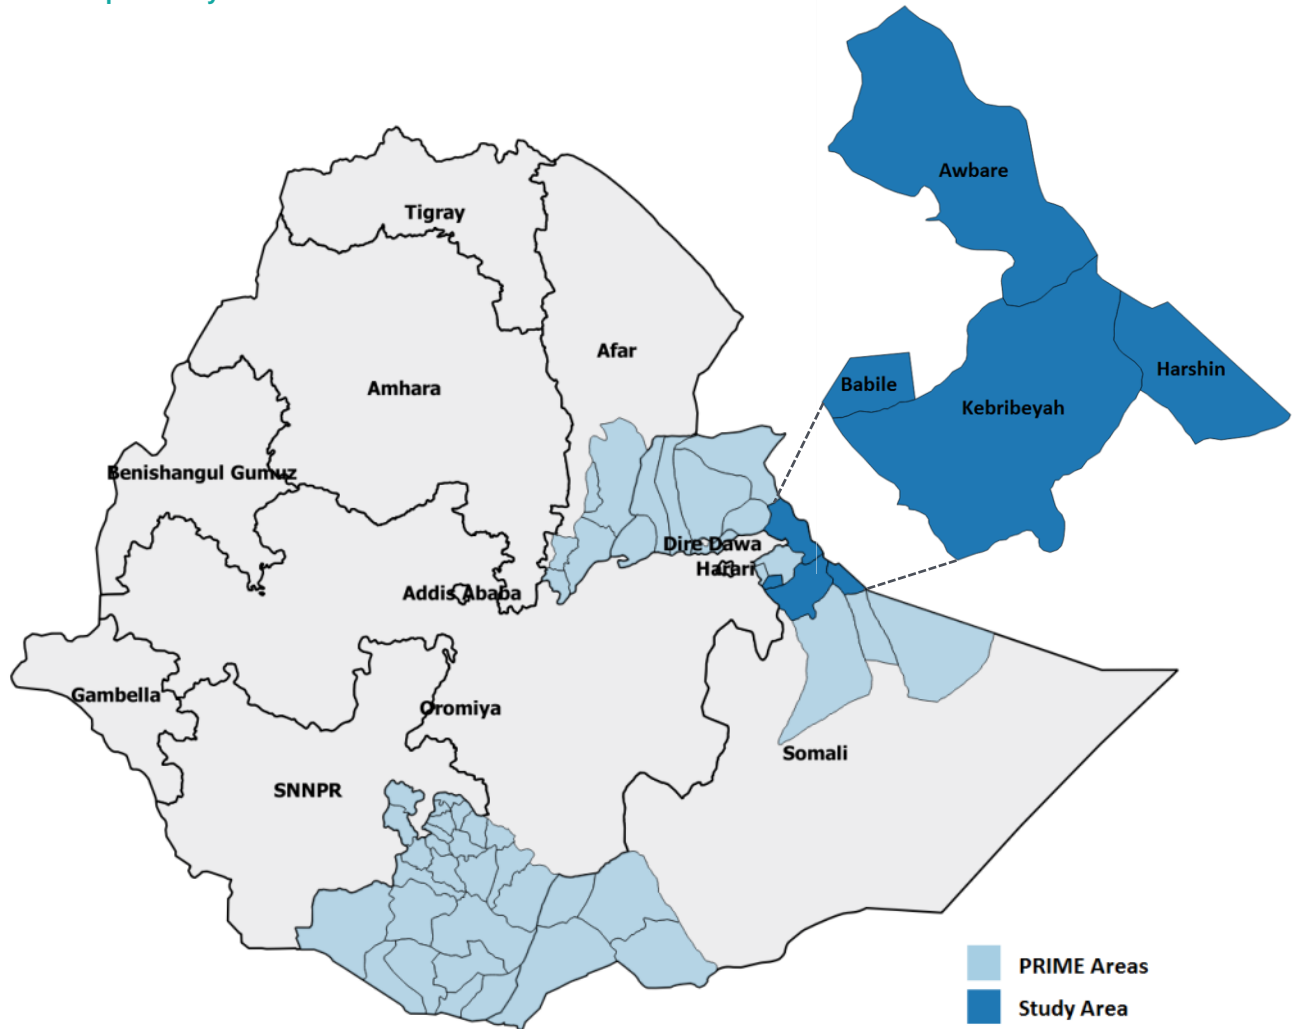 Awbare
Tigray
Afar
Harshin
Babile
Amhara
Kebribeyah
Benishangul Gumuz
Dire Dawa
Harari
Addis Ababa
Gambella
Oromiya
Somali
SNNPR
PRIME Areas
Study Area